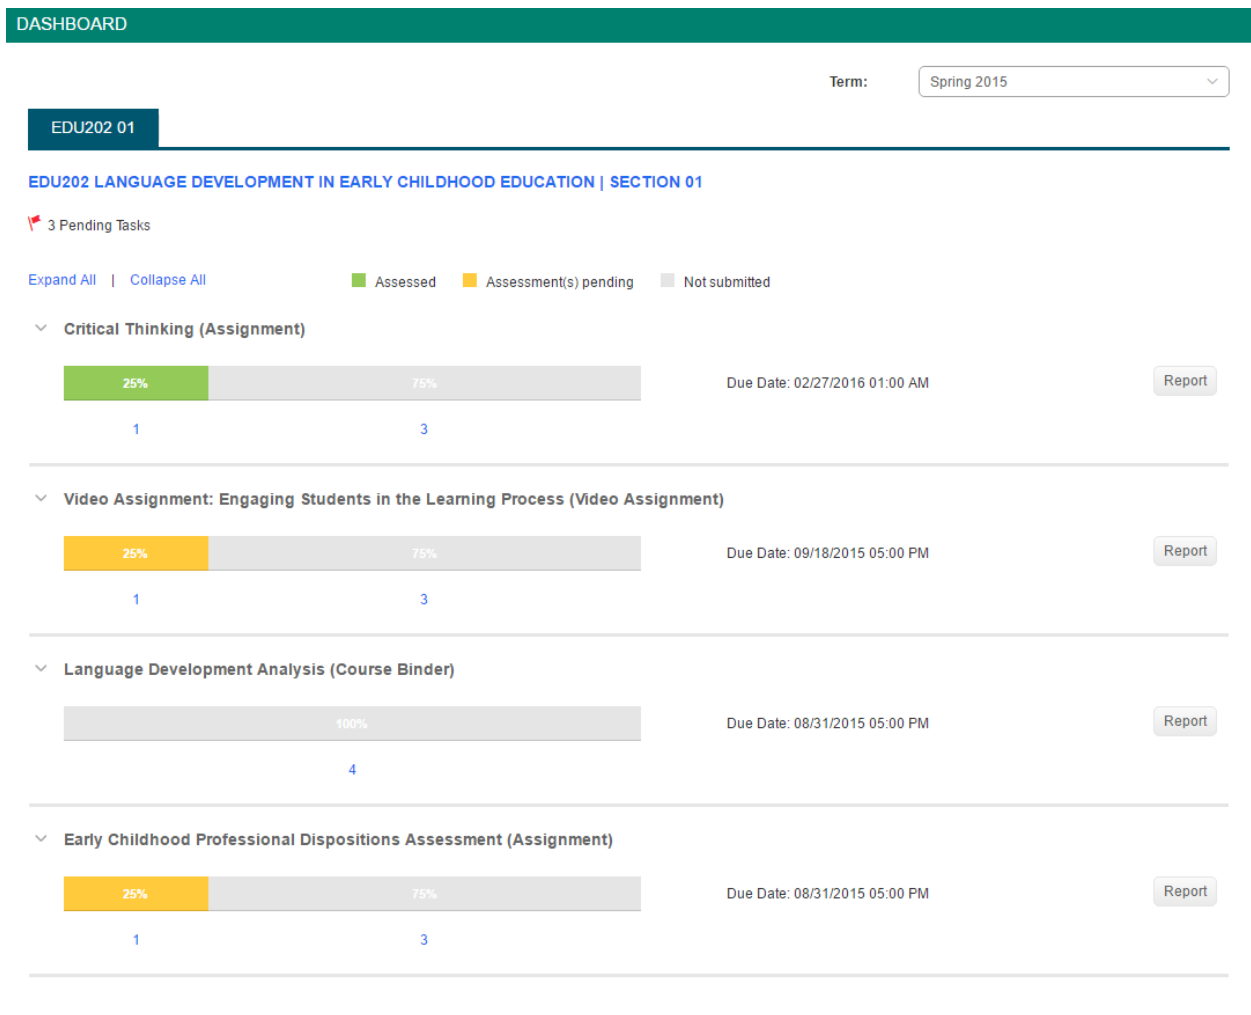 DASHBOARD
Term: Spring 2015
EDU202 01
EDU202 LANGUAGE DEVELOPMENT IN EARLY CHILDHOOD EDUCATION | SECTION 01
3 Pending Tasks
Expand All | Collapse All Assessed Assessment(s) pending Not submitted
Critical Thinking (Assignment)
25% 75% Due Date: 02/27/2016 01:00 AM Report
1 3
Video Assignment: Engaging Students in the Learning Process (Video Assignment)
25% 75% Due Date: 09/18/2015 05:00 PM Report
1 3
Language Development Analysis (Course Binder)
100% Due Date: 08/31/2015 05:00 PM Report
4
Early Childhood Professional Dispositions Assessment (Assignment)
25% 75% Due Date: 08/31/2015 05:00 PM Report
1 3